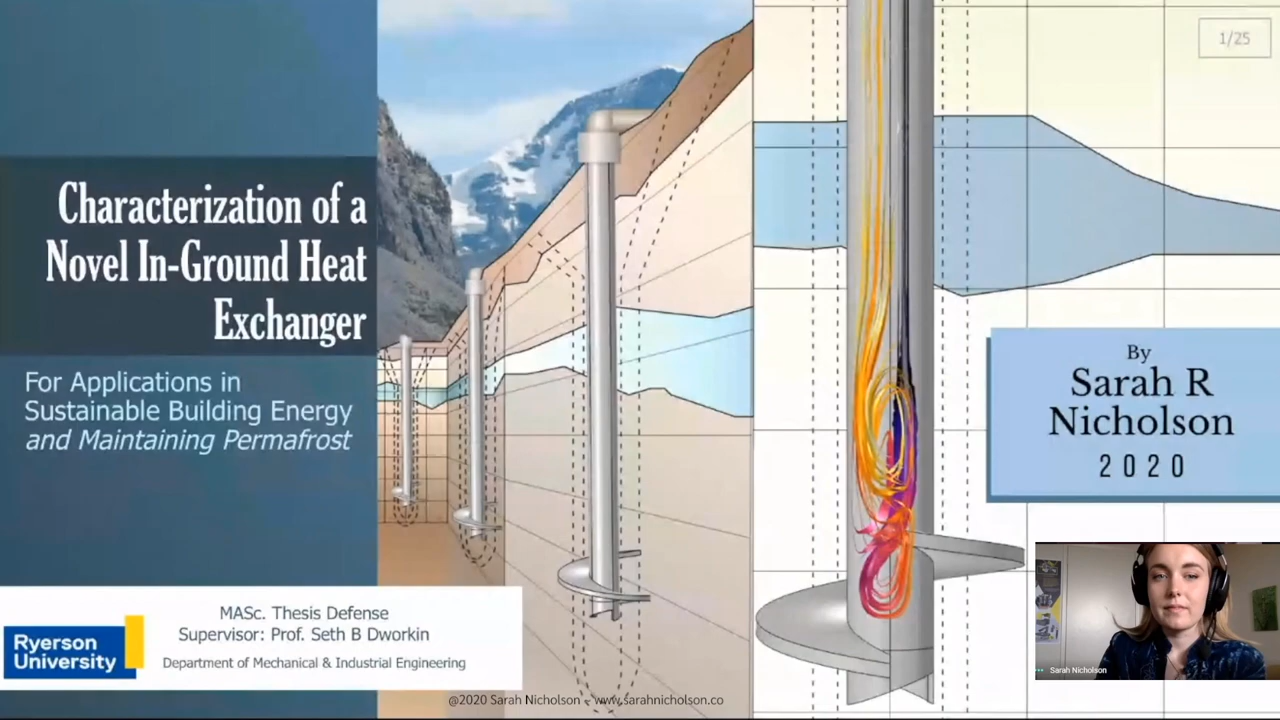 1/25
Characterization of a
Novel In-Ground Heat
Exchanger
For Applications in
Sustainable Building Energy
and Maintaining Permafrost
By
Sarah R
Nicholson
2020
Ryerson
University
MASc. Thesis Defense
Supervisor: Prof. Seth B Dworkin
Department of Mechanical & Industrial Engineering
@2020 Sarah Nicholson - www.sarahnicholson.co
Sarah Nicholson